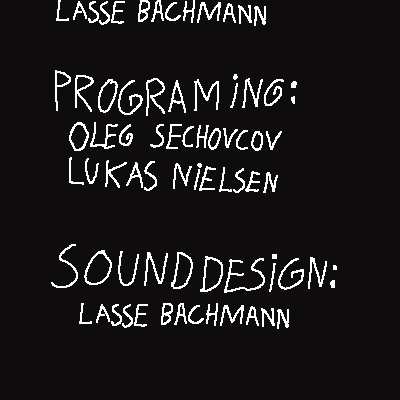 LASSE BACHMANN
PROGRAMiNG:
OLEG SECHOVCOV
LUKAS NiELSEN
SOUNDDESiGN:
LASSE BACHMANN